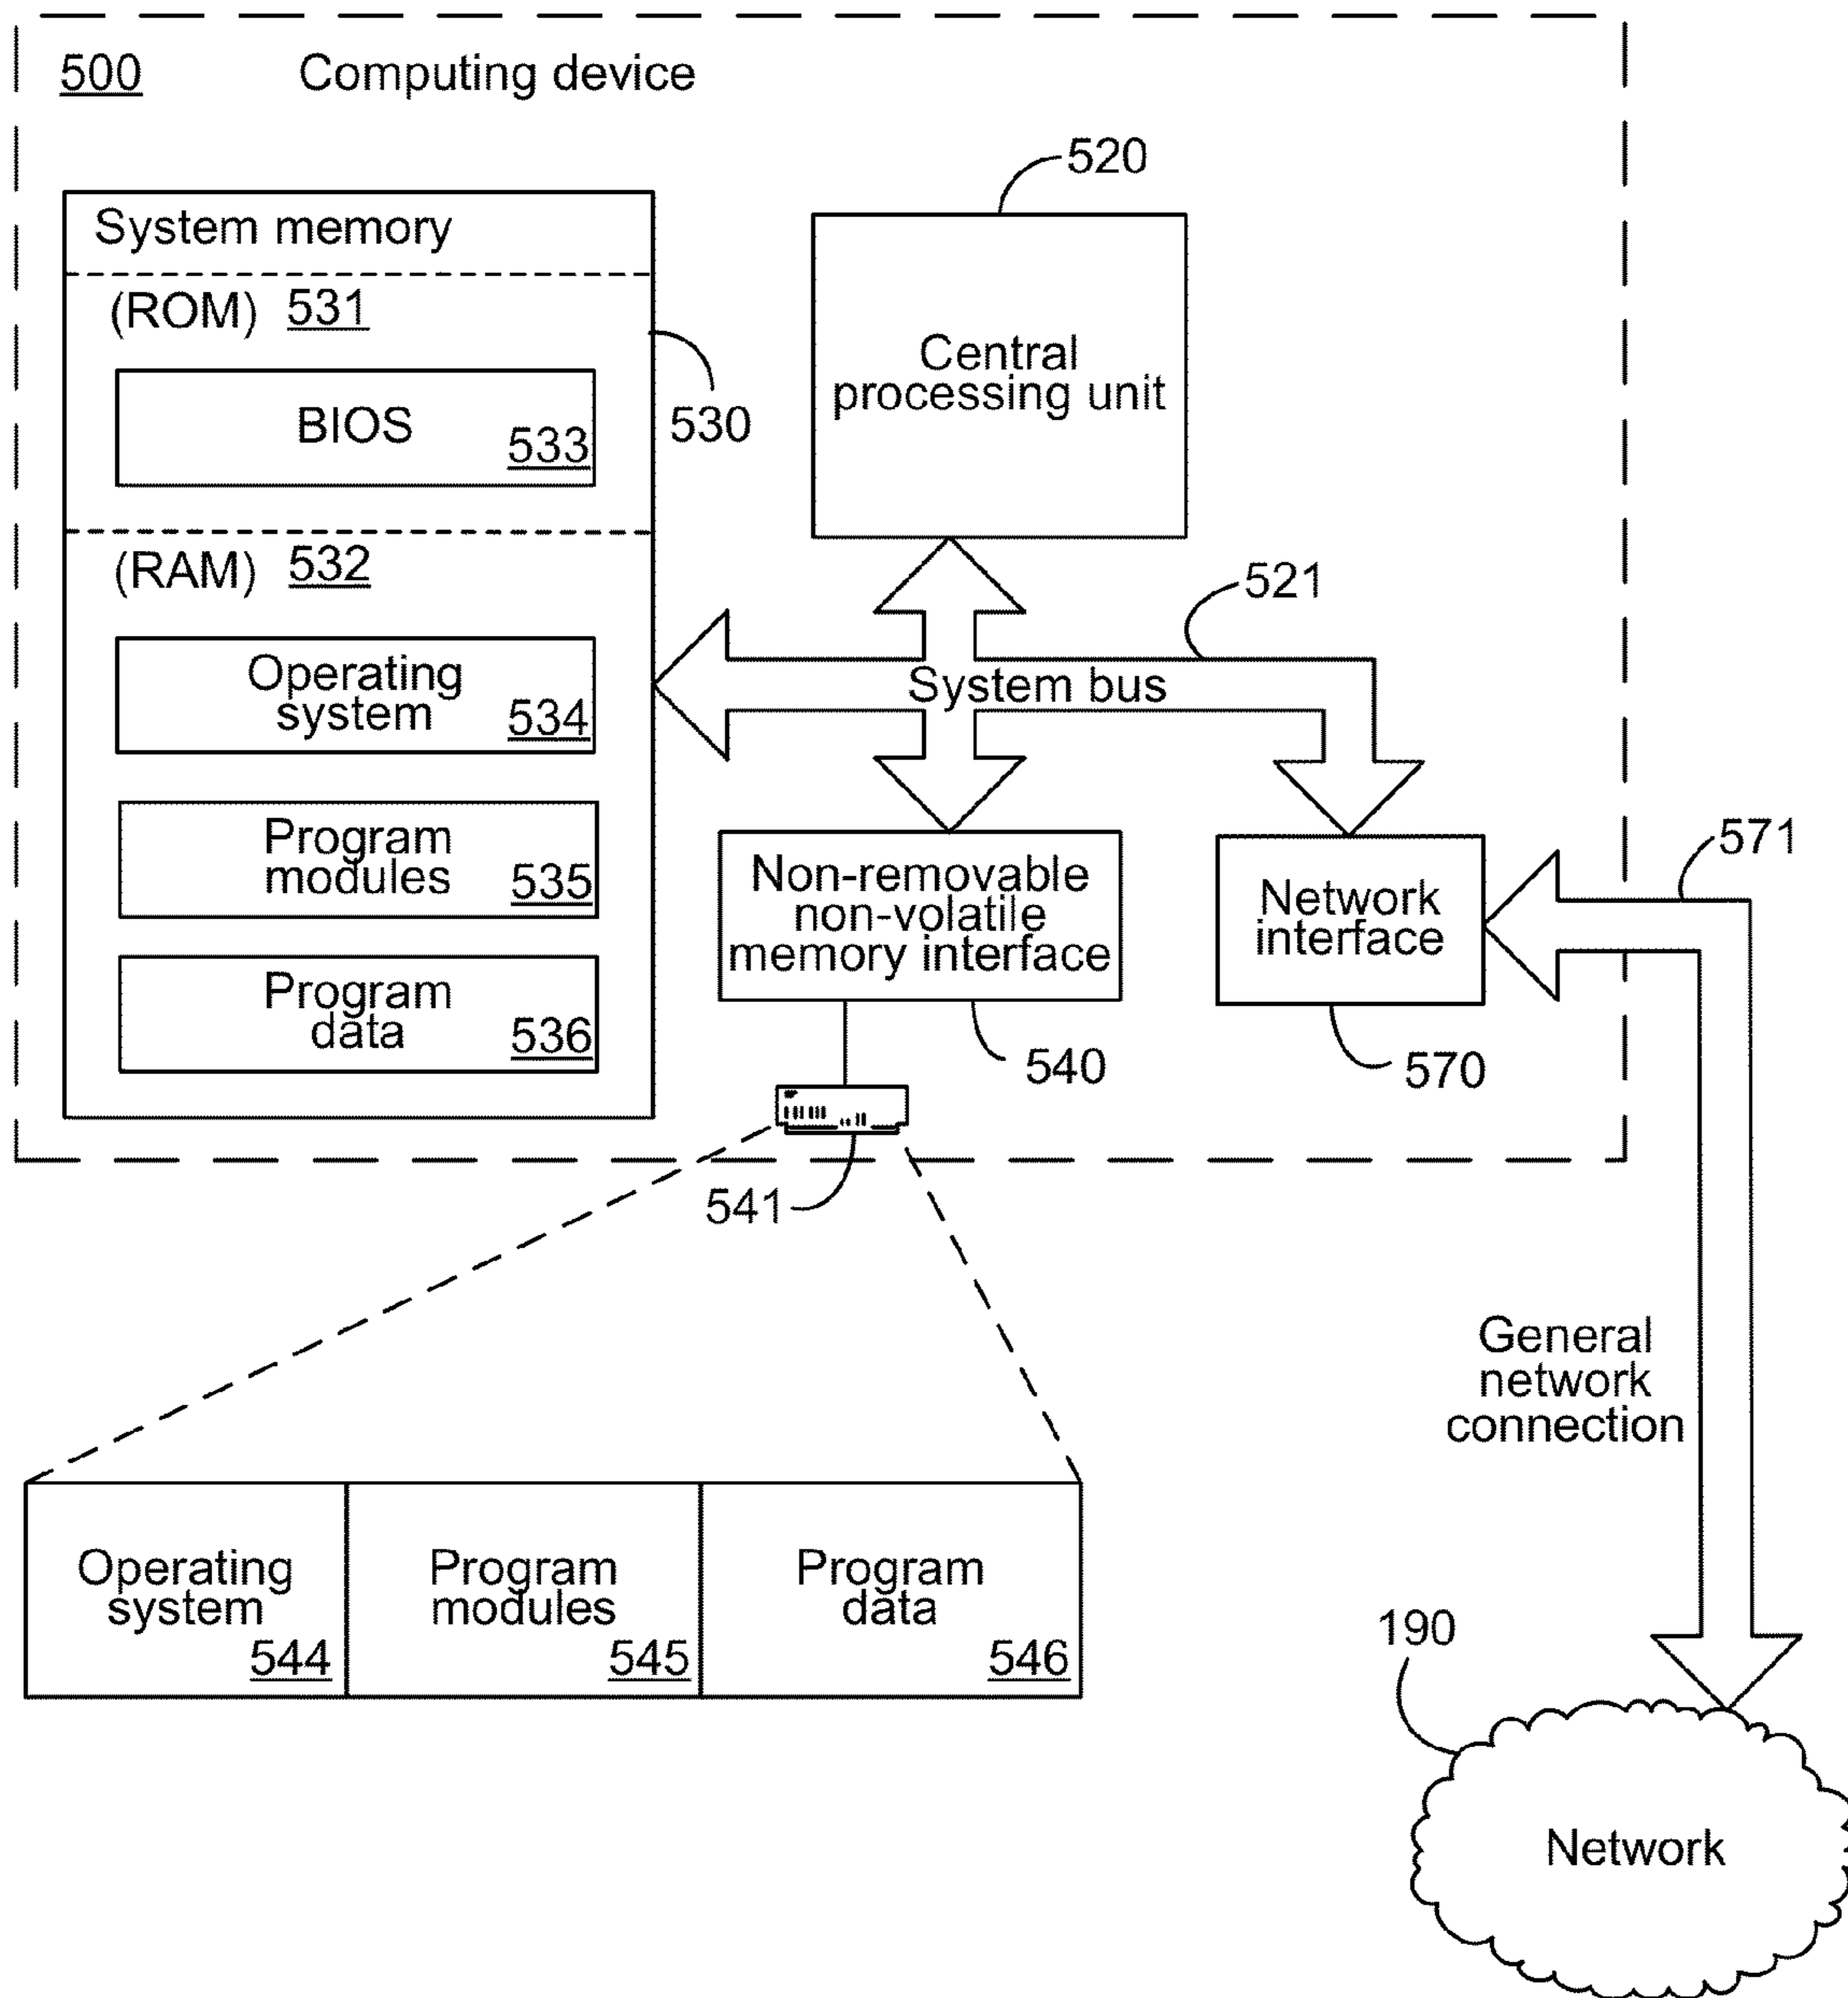 500 Computing device
520
System memory
(ROM) 531
BIOS
533
530
Central
processing unit
(RAM) 532
521
Operating
system
534
System bus
Program
modules
535
Non-removable
non-volatile
memory interface
Network
interface
571
Program
data
536
540
570
541
General
network
connection
Operating
system
544
Program
modules
545
Program
data
546
190
Network